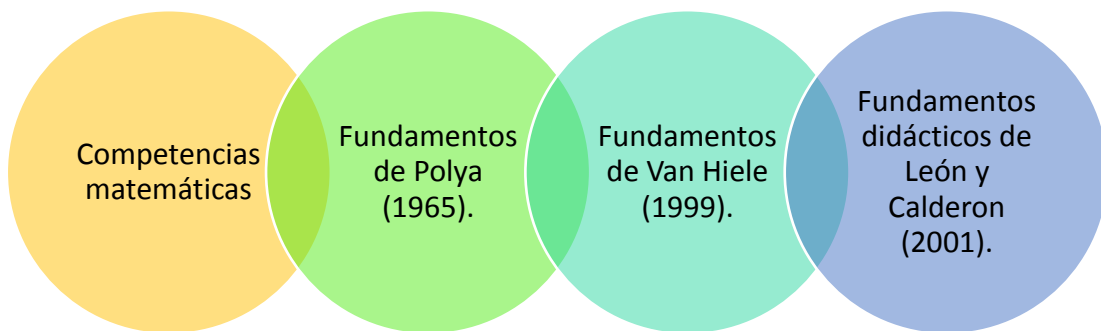 Competencias
matemáticas
Fundamentos
de Polya
(1965).
Fundamentos
de Van Hiele
(1999).
Fundamentos
didácticos de
León y
Calderon
(2001).